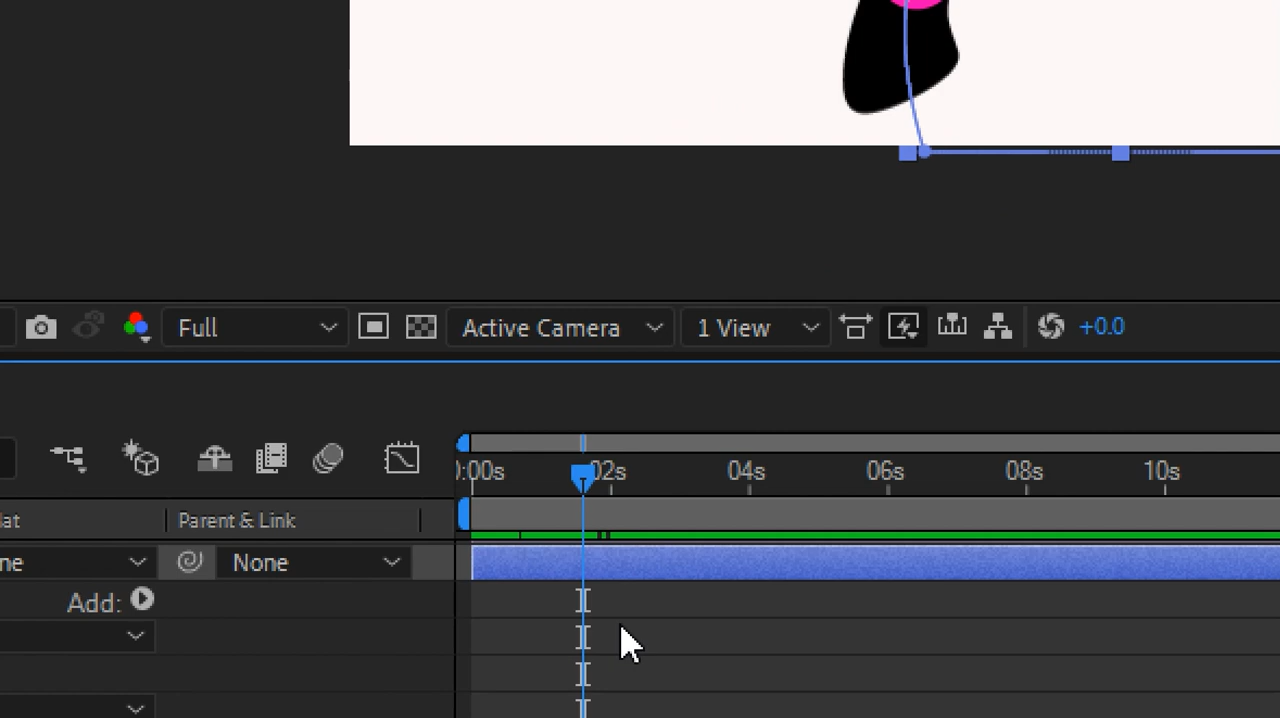 Full
Active Camera
1 View
+0.0
0:00s
02s
04s
06s
08s
10s
Parent & Link
None
Add: